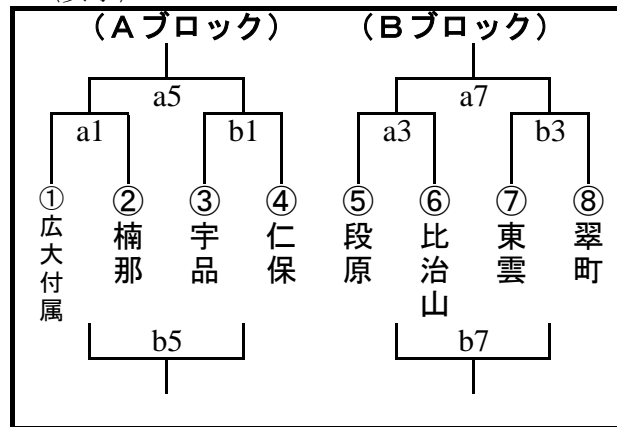 （Aブロック） （Bブロック）
a5 a7
a1 b1 a3 b3
①広大付属
②楠那
③宇品
④仁保
⑤段原
⑥比治山
⑦東雲
⑧翠町
b5 b7